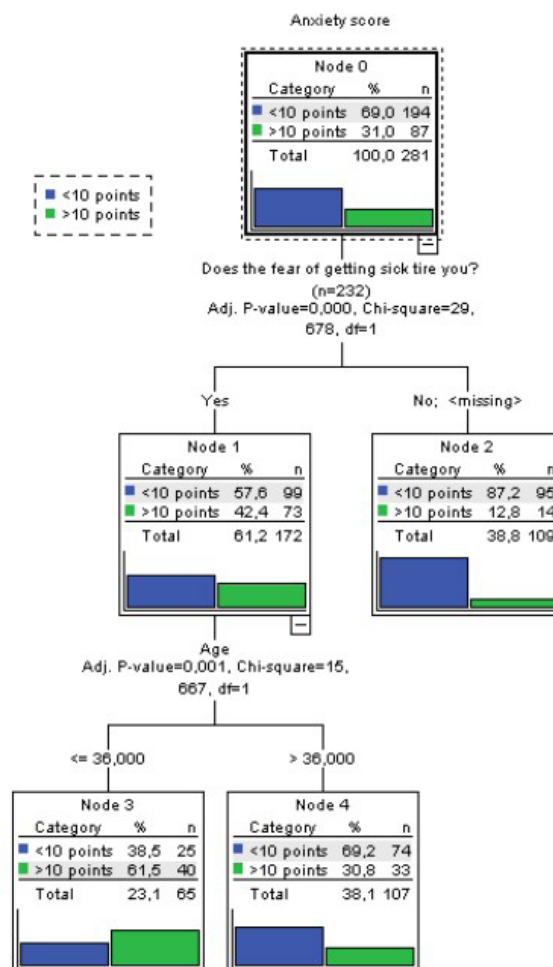 Anxiety score
Node 0
Category % n
<10 points 69,0 194
>10 points 31,0 87
Total 100,0 281
<10 points
>10 points
Does the fear of getting sick tire you?
(n=232)
Adj. P-value=0,000, Chi-square=29,
678, df=1
Yes
No; <missing>
Node 1
Category % n
<10 points 57,6 99
>10 points 42,4 73
Total 61,2 172
Node 2
Category % n
<10 points 87,2 95
>10 points 12,8 14
Total 38,8 109
Age
Adj. P-value=0,001, Chi-square=15,
667, df=1
<= 36,000
> 36,000
Node 3
Category % n
<10 points 38,5 25
>10 points 61,5 40
Total 23,1 65
Node 4
Category % n
<10 points 69,2 74
>10 points 30,8 33
Total 38,1 107